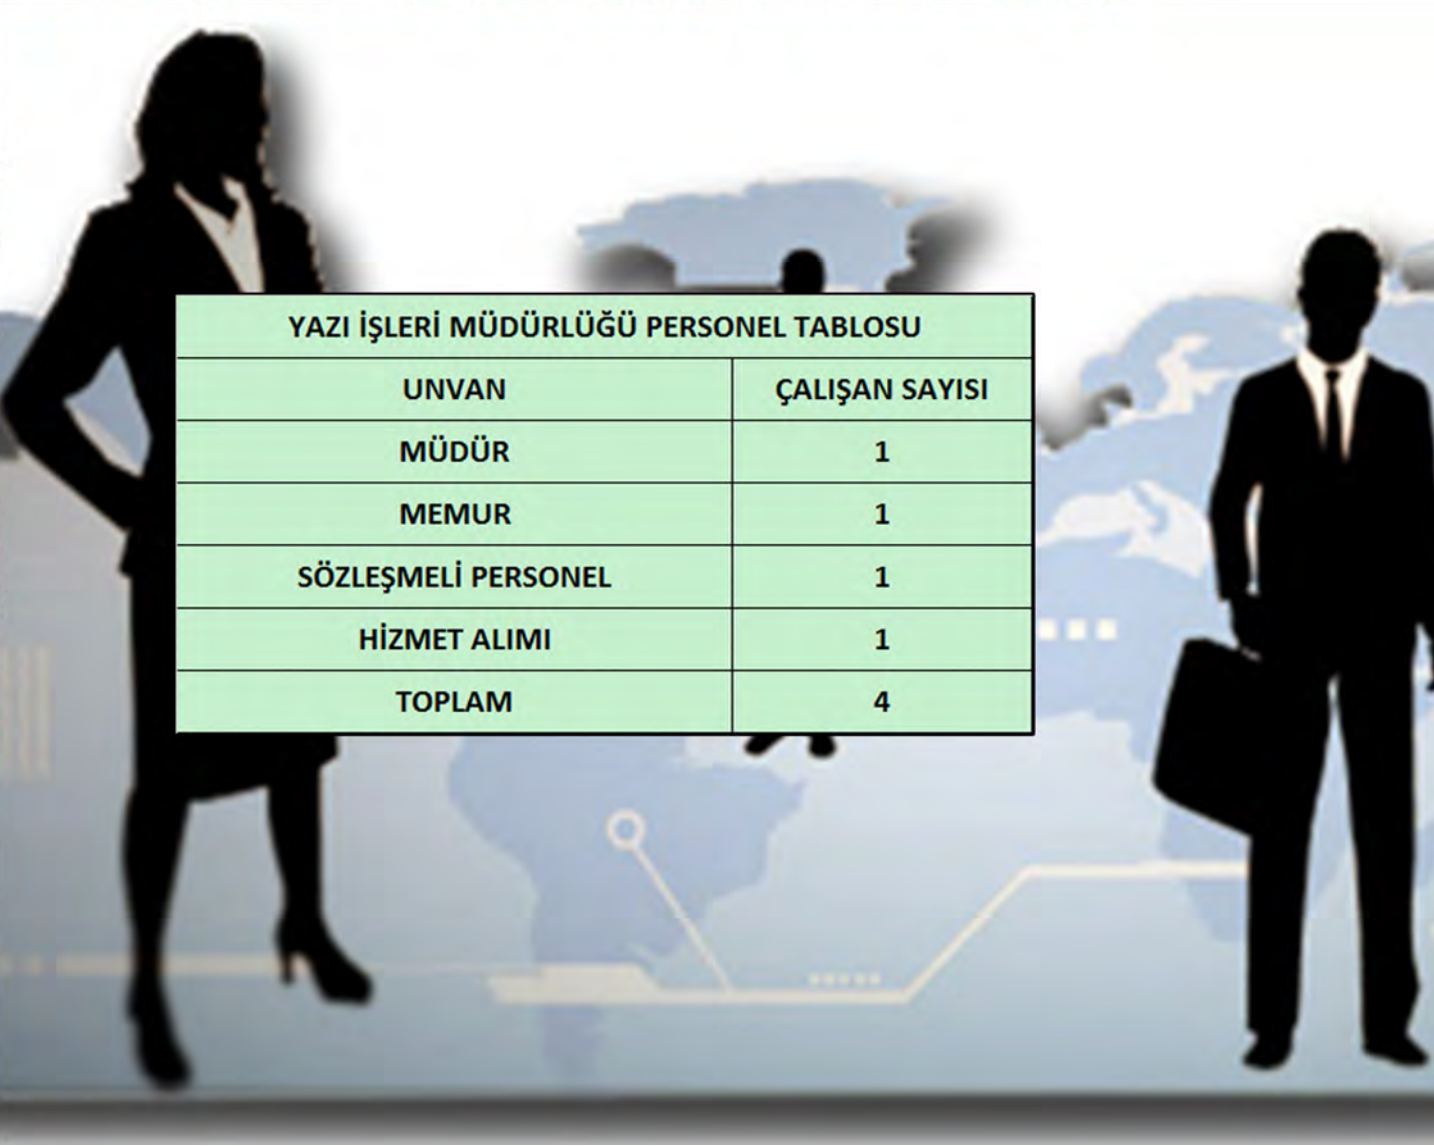 YAZI İŞLERİ MÜDÜRLÜĞÜ PERSONEL TABLOSU
UNVAN ÇALIŞAN SAYISI
MÜDÜR 1
MEMUR 1
SÖZLEŞMELİ PERSONEL 1
HİZMET ALIMI 1
TOPLAM 4